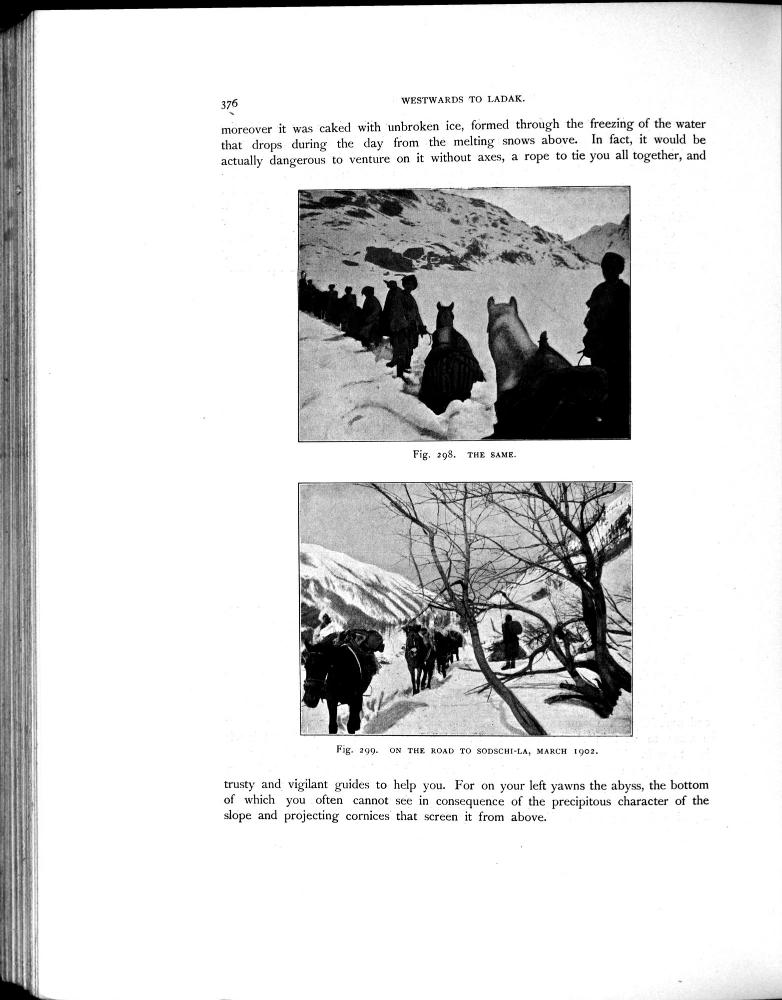 376
WESTWARDS TO LADAK.
moreover it was caked with unbroken ice, formed through the freezing of the water
that drops during the day from the melting snows above. In fact, it would be
actually dangerous to venture on it without axes, a rope to tie you all together, and
Fig. 298. THE SAME.
Fig. 299. ON THE ROAD TO SODSCHI-LA, MARCH 1902.
trusty and vigilant guides to help you. For on your left yawns the abyss, the bottom
of which you often cannot see in consequence of the precipitous character of the
slope and projecting cornices that screen it from above.